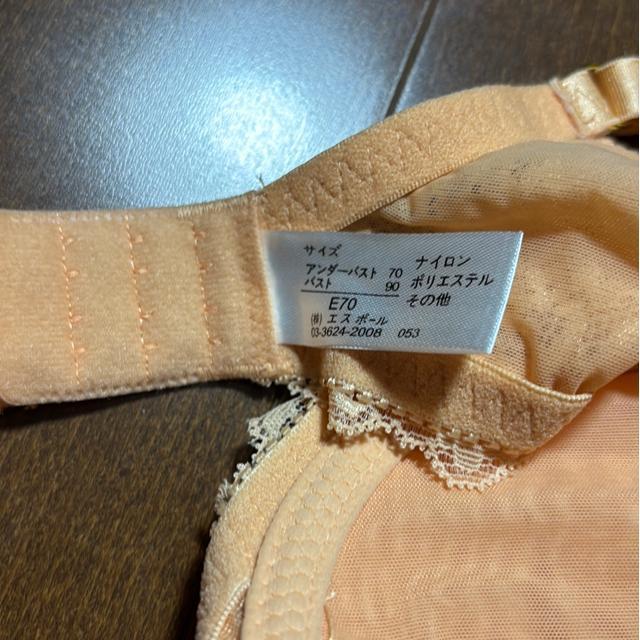 サイズ
アンダーバスト 70
バスト 90
E70
ナイロン
ポリエステル
その他
㈱ エスポール
03-3624-2008 053